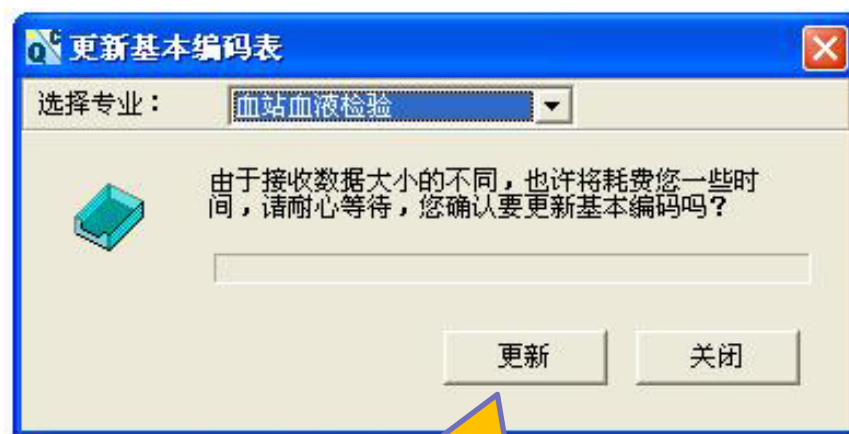 QC 更新基本编码表
选择专业： 血站血液检验
由于接收数据大小的不同，也许将耗费您一些时
间，请耐心等待，您确认要更新基本编码吗？
更新 关闭